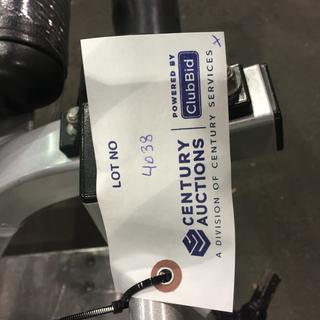 LOT NO 4038
CENTURY
AUCTIONS
A DIVISION OF CENTURY SERVICES
POWERED BY
ClubBid
x